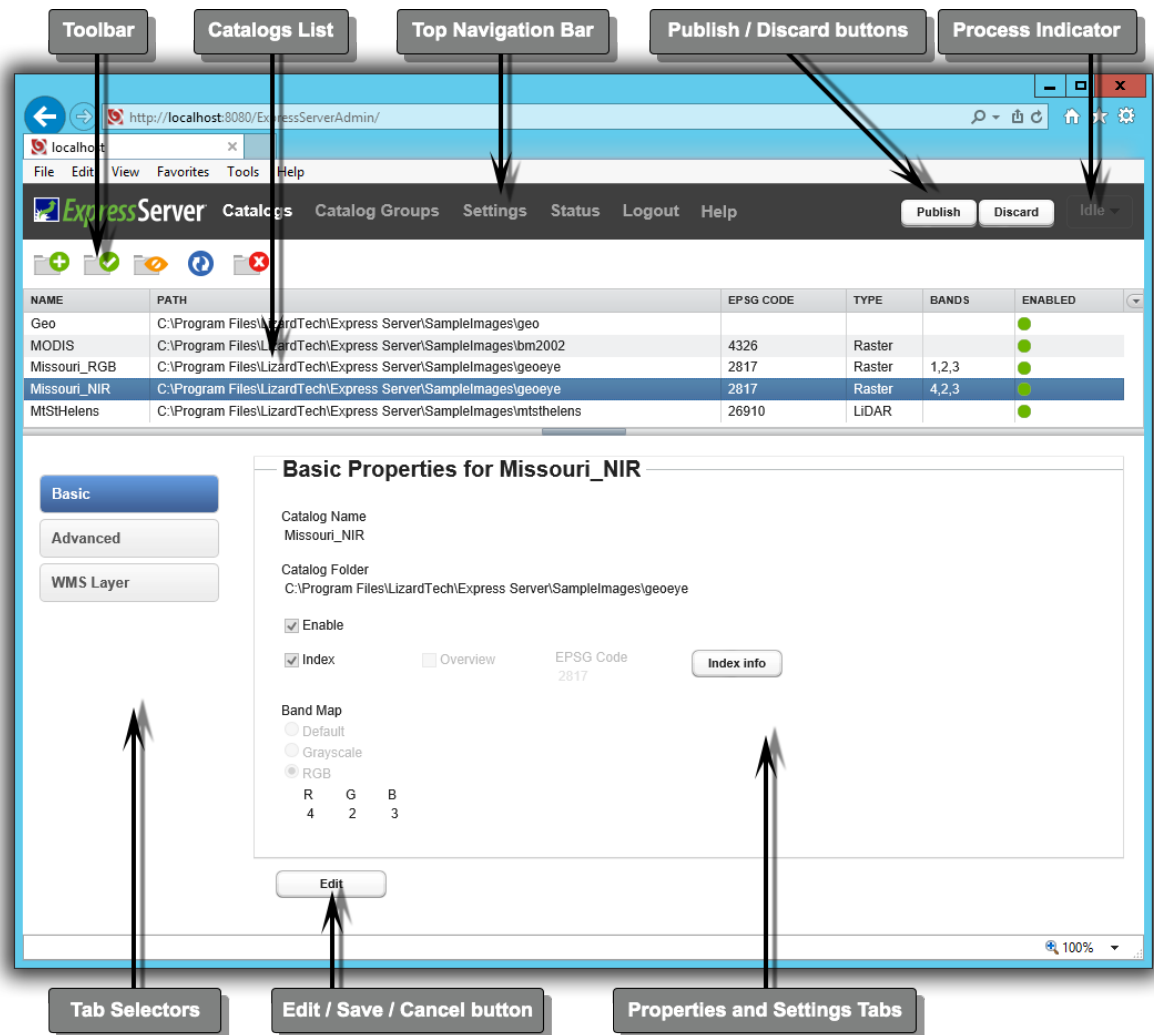 Toolbar
Catalogs List
Top Navigation Bar
Publish / Discard buttons
Process Indicator
x
http://localhost:8080/ExpressServerAdmin/
localhost
File Edit View Favorites Tools Help
ExpressServer Catalogs Catalog Groups Settings Status Logout Help Publish Discard Idle
NAME PATH EPSG CODE TYPE BANDS ENABLED
Geo C:\Program Files\LizardTech\Express Server\SampleImages\geo
MODIS C:\Program Files\LizardTech\Express Server\SampleImages\bm2002 4326 Raster
Missouri_RGB C:\Program Files\LizardTech\Express Server\SampleImages\geoeye 2817 Raster 1,2,3
Missouri_NIR C:\Program Files\LizardTech\Express Server\SampleImages\geoeye 2817 Raster 4,2,3
MtStHelens C:\Program Files\LizardTech\Express Server\SampleImages\mtsthelens 26910 LiDAR
Basic
Advanced
WMS Layer
Basic Properties for Missouri_NIR
Catalog Name
Missouri_NIR
Catalog Folder
C:\Program Files\LizardTech\Express Server\SampleImages\geoeye
Enable
Index Overview EPSG Code Index info
2817
Band Map
Default
Grayscale
RGB
R G B
4 2 3
Edit
100%
Tab Selectors
Edit / Save / Cancel button
Properties and Settings Tabs